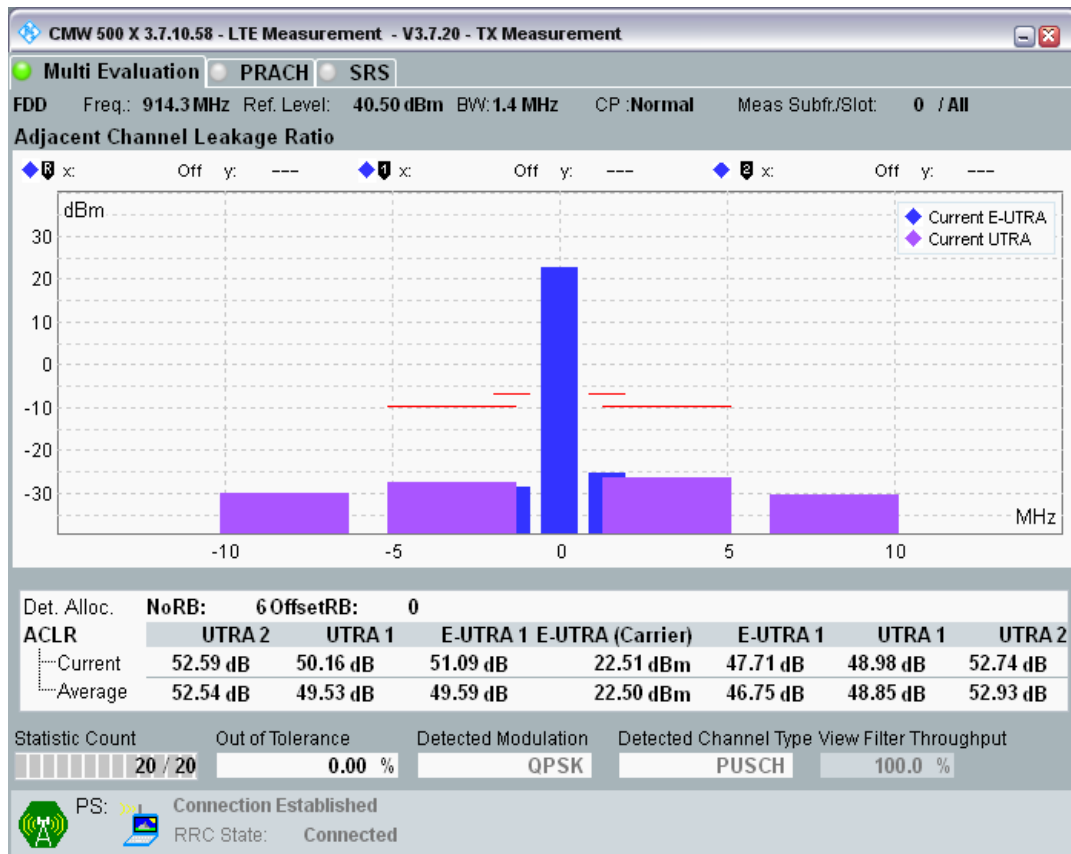 CMW 500 X 3.7.10.58 - LTE Measurement - V3.7.20 - TX Measurement
Multi Evaluation PRACH SRS
FDD Freq.: 914.3 MHz Ref. Level: 40.50 dBm BW: 1.4 MHz CP :Normal Meas Subfr./Slot: 0 / All
Adjacent Channel Leakage Ratio
R x: Off y: --- 1 x: Off y: --- 2 x: Off y: ---
dBm
Current E-UTRA
Current UTRA
30
20
10
0
-10
-20
-30
MHz
-10 -5 0 5 10
Det. Alloc. NoRB: 6 OffsetRB: 0
ACLR UTRA 2 UTRA 1 E-UTRA 1 E-UTRA (Carrier) E-UTRA 1 UTRA 1 UTRA 2
Current 52.59 dB 50.16 dB 51.09 dB 22.51 dBm 47.71 dB 48.98 dB 52.74 dB
Average 52.54 dB 49.53 dB 49.59 dB 22.50 dBm 46.75 dB 48.85 dB 52.93 dB
Statistic Count Out of Tolerance Detected Modulation Detected Channel Type View Filter Throughput
20 / 20 0.00 % QPSK PUSCH 100.0 %
PS: Connection Established
RRC State: Connected